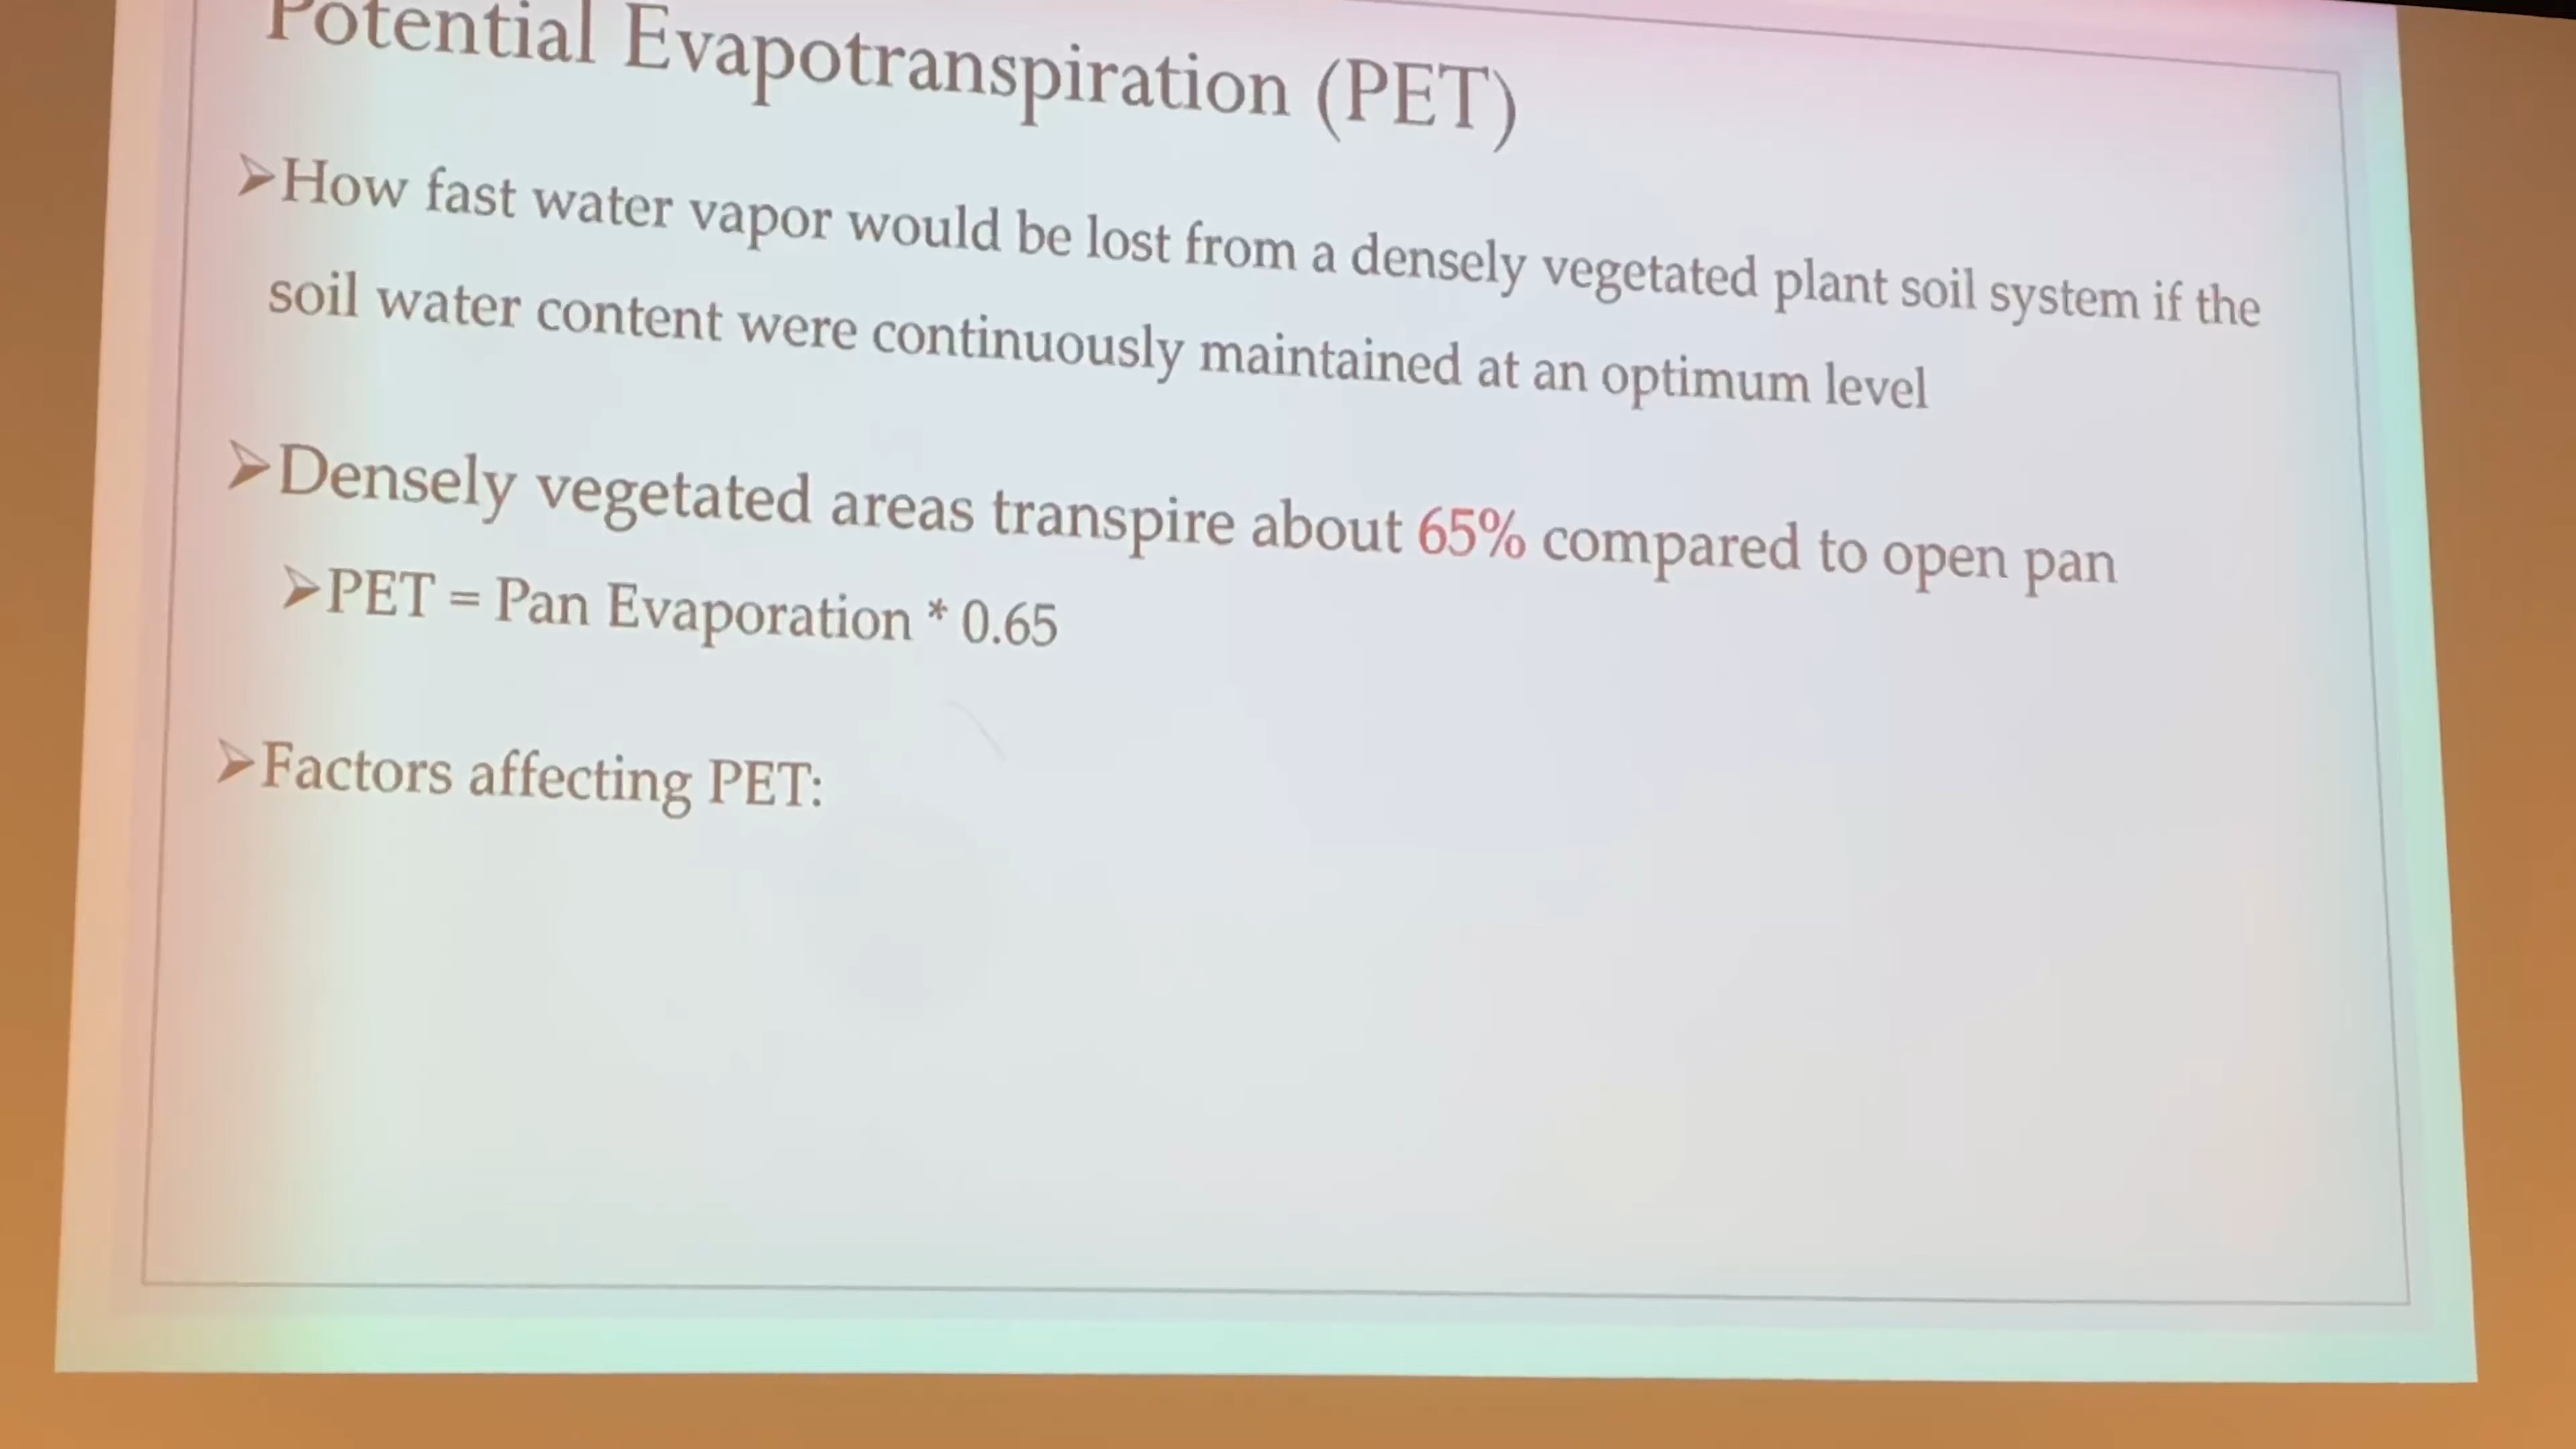 Potential Evapotranspiration (PET)
➢How fast water vapor would be lost from a densely vegetated plant soil system if the
soil water content were continuously maintained at an optimum level
➢Densely vegetated areas transpire about 65% compared to open pan
➢PET = Pan Evaporation * 0.65
➢Factors affecting PET: